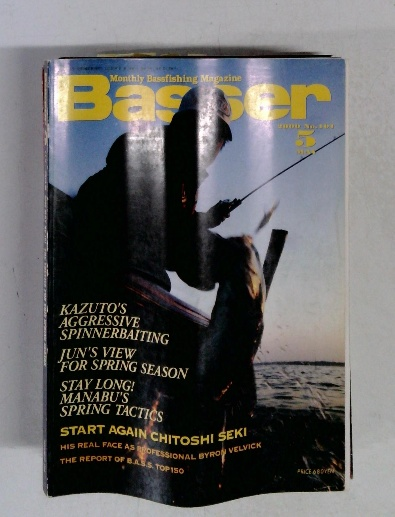 Monthly Bassfishing Magazine
Basser
5
KAZUTO'S
AGGRESSIVE
SPINNERBAITING
JUN'S VIEW
FOR SPRING SEASON
STAY LONG!
MANABU'S
SPRING TACTICS
START AGAIN CHITOSHI SEKI
HIS REAL FACE AS PROFESSIONAL BYRON VELVICK
THE REPORT OF B.A.S.S. TOP150